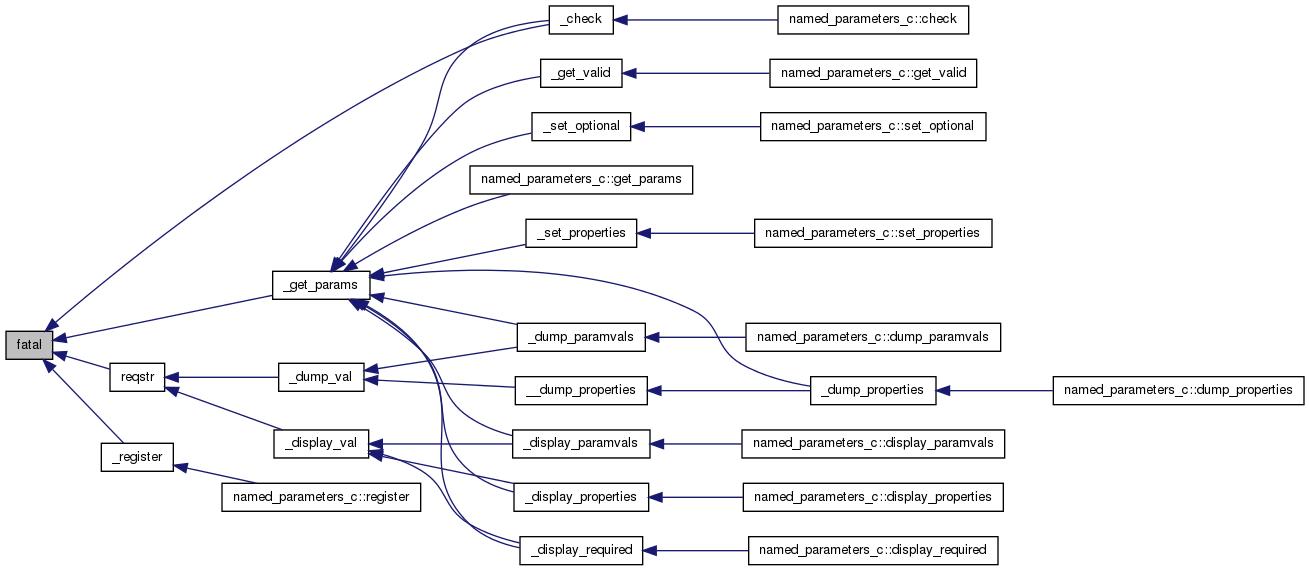 _check
named_parameters_c::check
_get_valid
named_parameters_c::get_valid
_set_optional
named_parameters_c::set_optional
named_parameters_c::get_params
_set_properties
named_parameters_c::set_properties
_get_params
fatal
_dump_paramvals
named_parameters_c::dump_paramvals
reqstr
_dump_val
__dump_properties
_dump_properties
named_parameters_c::dump_properties
_register
_display_val
_display_paramvals
named_parameters_c::display_paramvals
named_parameters_c::register
_display_properties
named_parameters_c::display_properties
_display_required
named_parameters_c::display_required